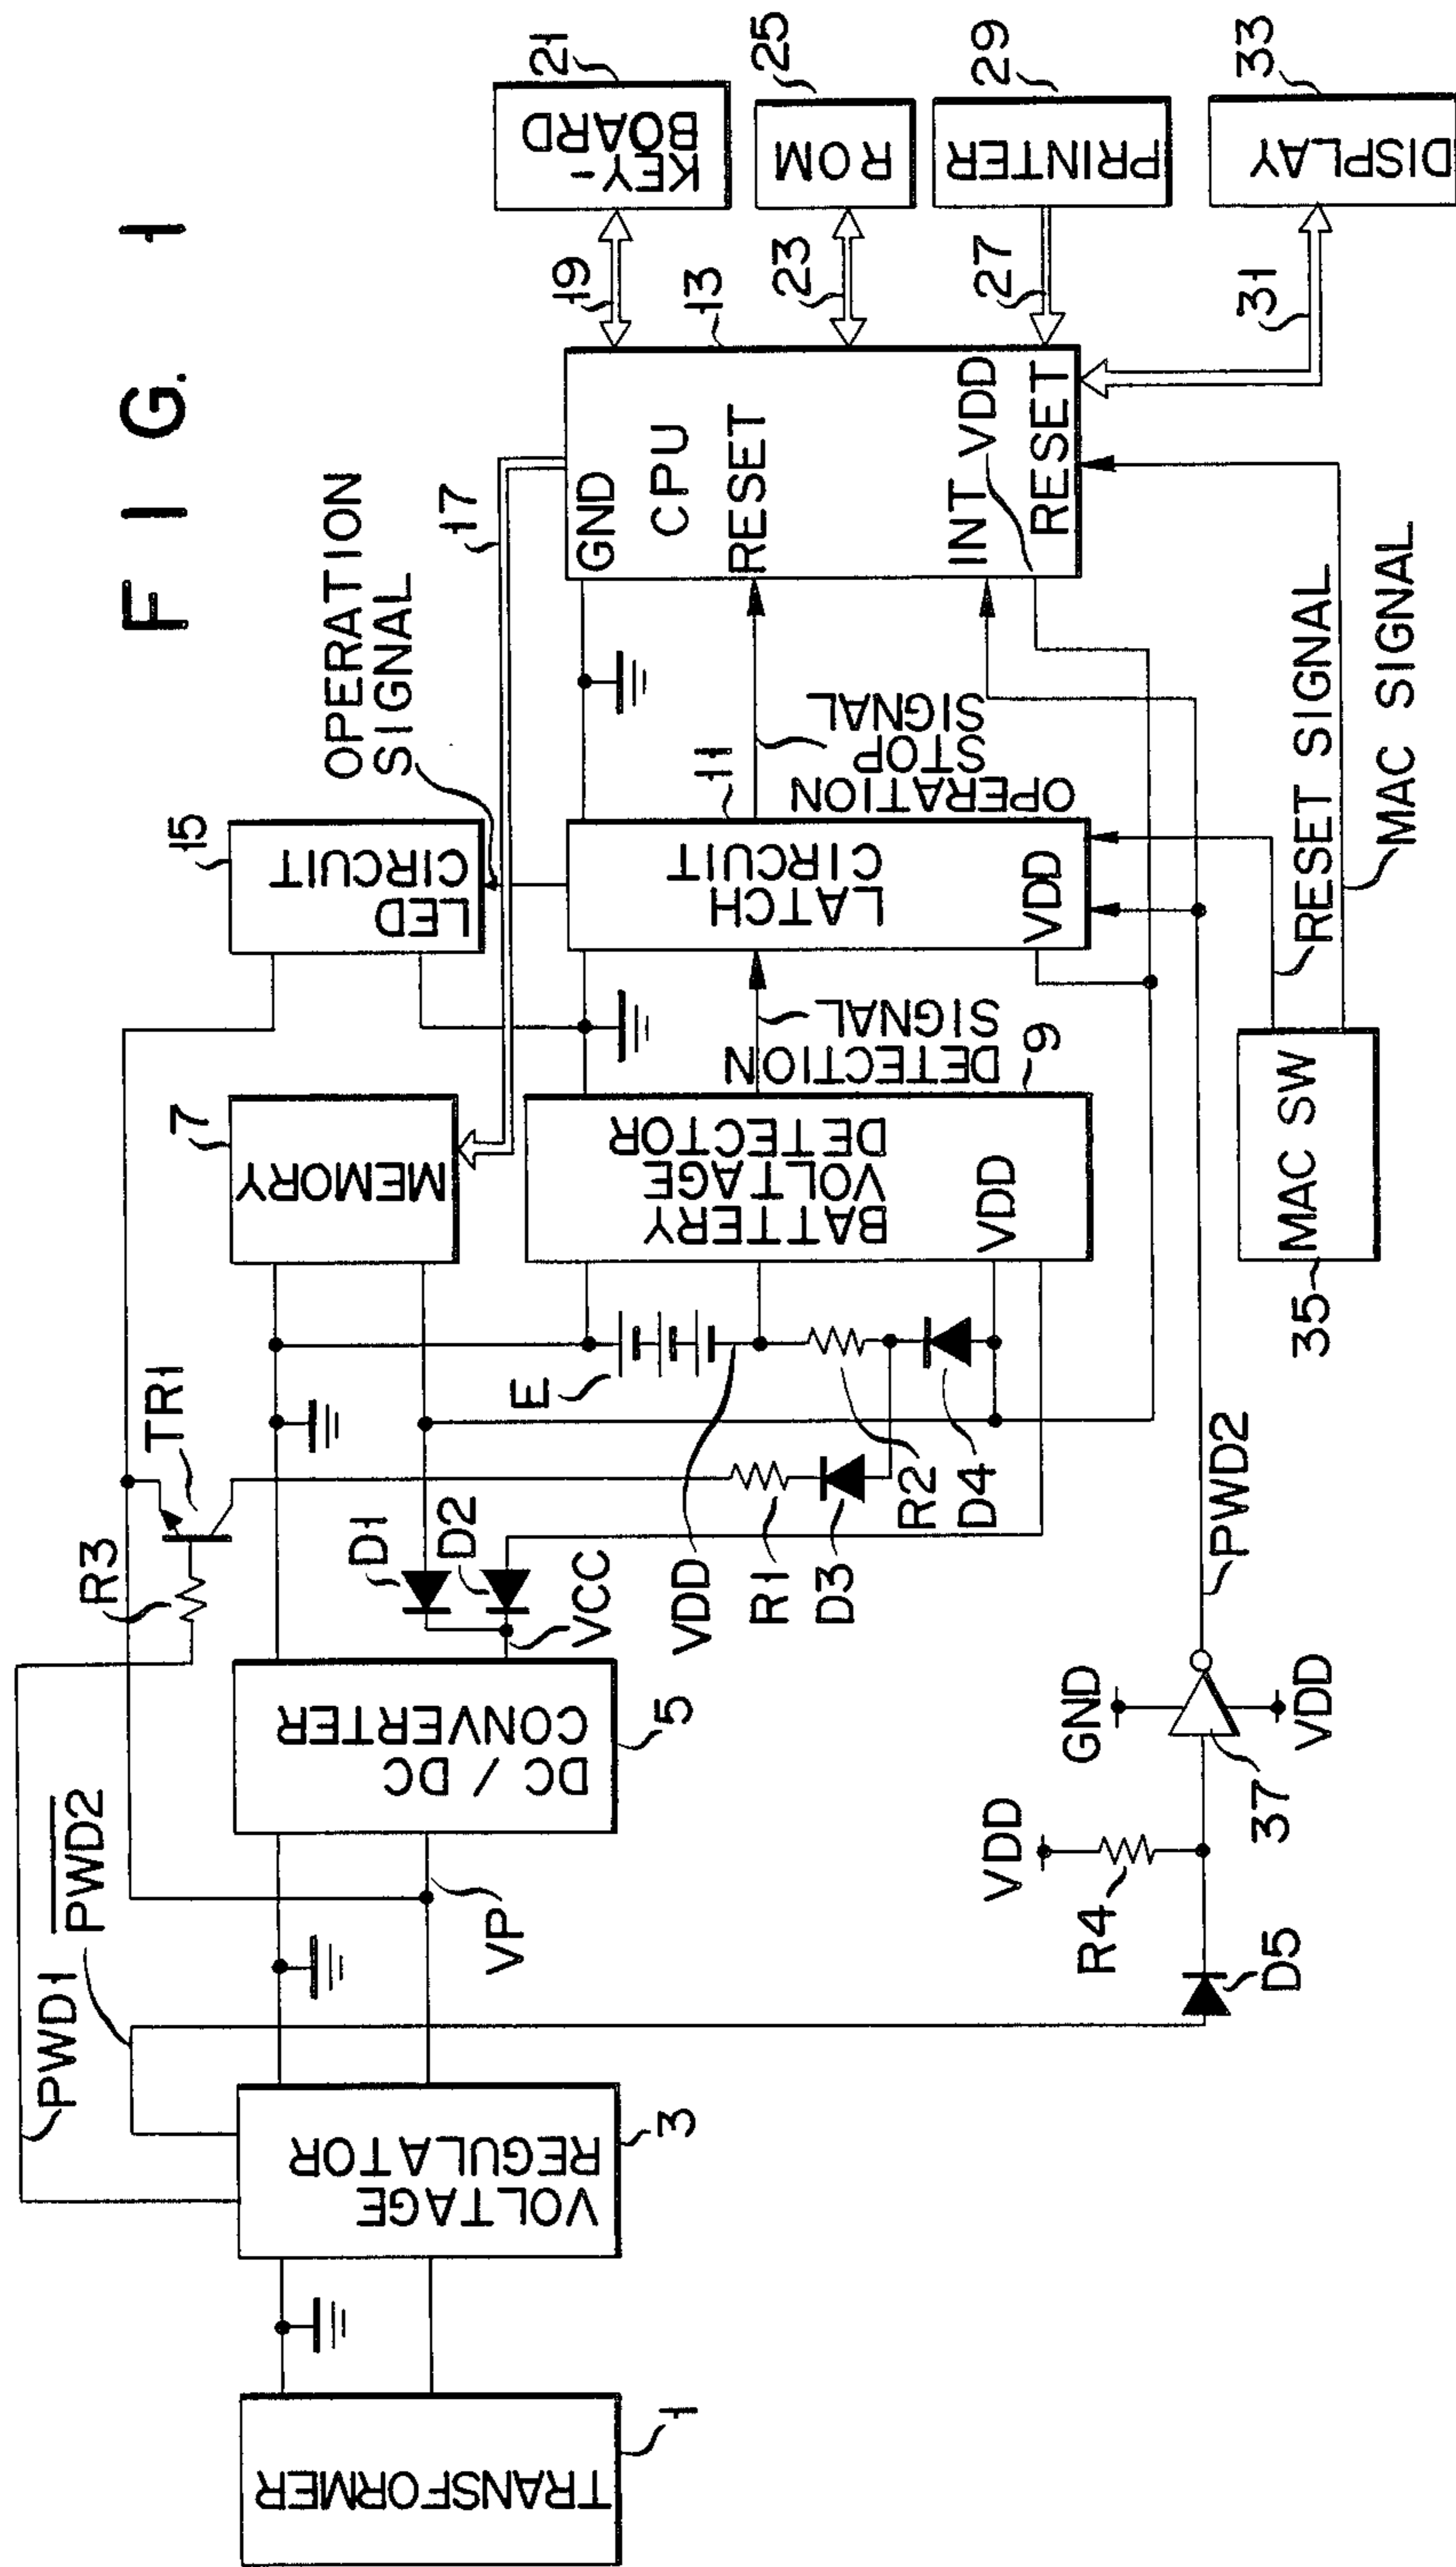 FIG. 1
TRANSFORMER
1
VOLTAGE
REGULATOR
3
PWD1
PWD2
VP
DC / DC
CONVERTER
5
R3
TR1
D1
D2
VCC
VDD
E
R1
D3
R2
D4
MEMORY
7
BATTERY
VOLTAGE
DETECTOR
VDD
9
DETECTION
SIGNAL
LED
CIRCUIT
15
OPERATION
SIGNAL
17
LATCH
CIRCUIT
VDD
11
OPERATION
STOP
SIGNAL
GND
CPU
RESET
INT
VDD
RESET
13
19
KEY-
BOARD
21
23
ROM
25
27
PRINTER
29
31
DISPLAY
33
VDD
R4
D5
GND
VDD
37
PWD2
MAC SW
35
RESET SIGNAL
MAC SIGNAL